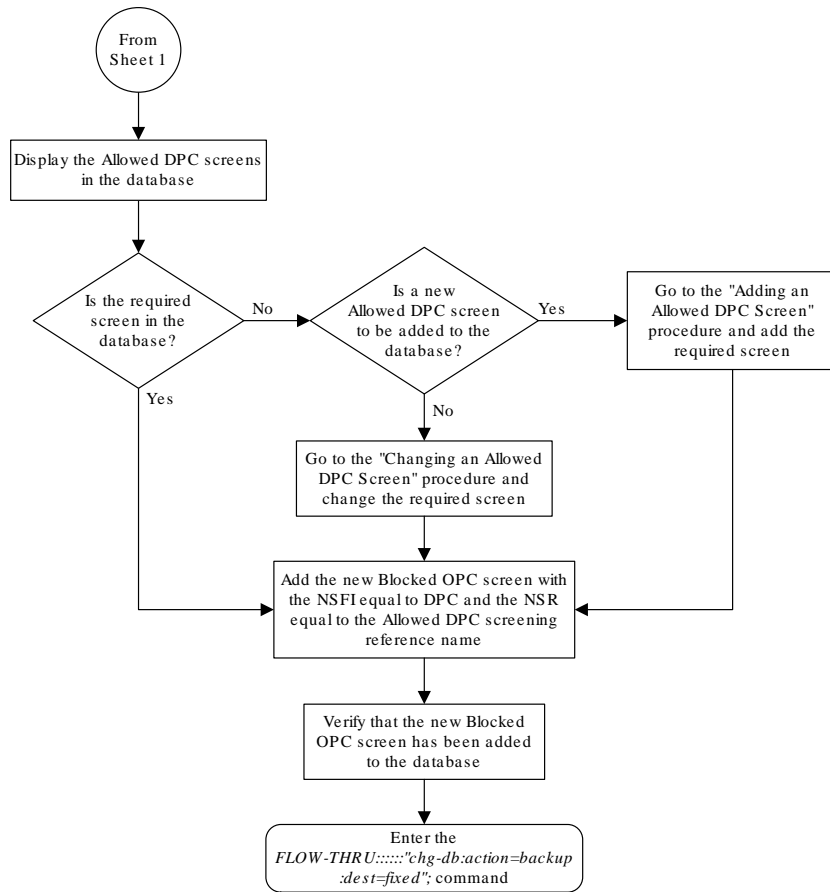 From
Sheet 1
Display the Allowed DPC screens
in the database
Is the required
screen in the
database?
No
Yes
Is a new
Allowed DPC screen
to be added to the
database?
Yes
No
Go to the "Adding an
Allowed DPC Screen"
procedure and add the
required screen
Go to the "Changing an Allowed
DPC Screen" procedure and
change the required screen
Add the new Blocked OPC screen with
the NSFI equal to DPC and the NSR
equal to the Allowed DPC screening
reference name
Verify that the new Blocked
OPC screen has been added
to the database
Enter the
FLOW-THRU::::::"chg-db:action=backup
:dest=fixed"; command